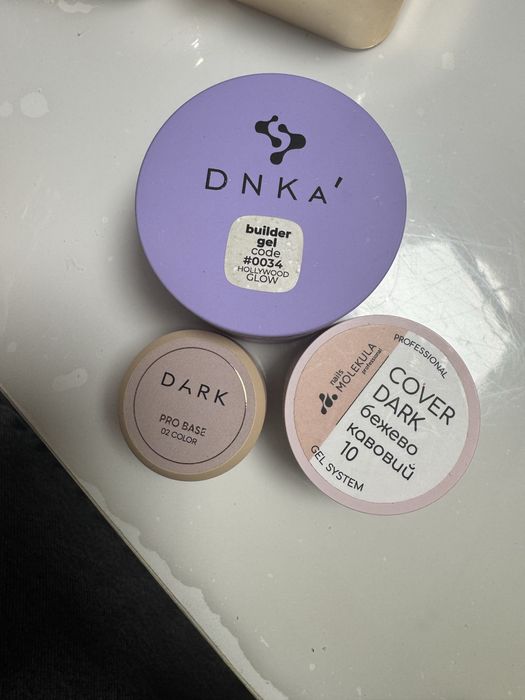 DNKa'
builder
gel
code
#0034
HOLLYWOOD
GLOW
DARK
PRO BASE
02 COLOR
PROFESSIONAL
nails
MOLEKULA
professional
COVER
DARK
бежево
кавовий
10
GEL SYSTEM